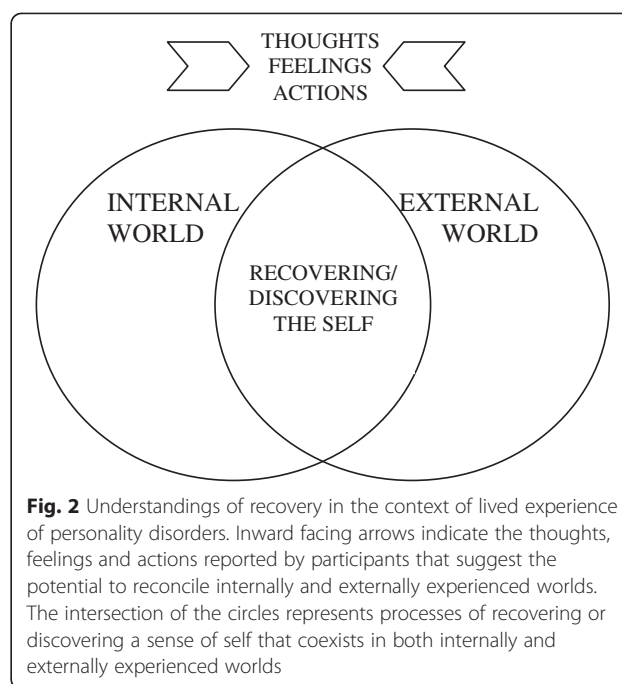 THOUGHTS
FEELINGS
ACTIONS
INTERNAL
WORLD
EXTERNAL
WORLD
RECOVERING/
DISCOVERING
THE SELF
Fig. 2 Understandings of recovery in the context of lived experience
of personality disorders. Inward facing arrows indicate the thoughts,
feelings and actions reported by participants that suggest the
potential to reconcile internally and externally experienced worlds.
The intersection of the circles represents processes of recovering or
discovering a sense of self that coexists in both internally and
externally experienced worlds